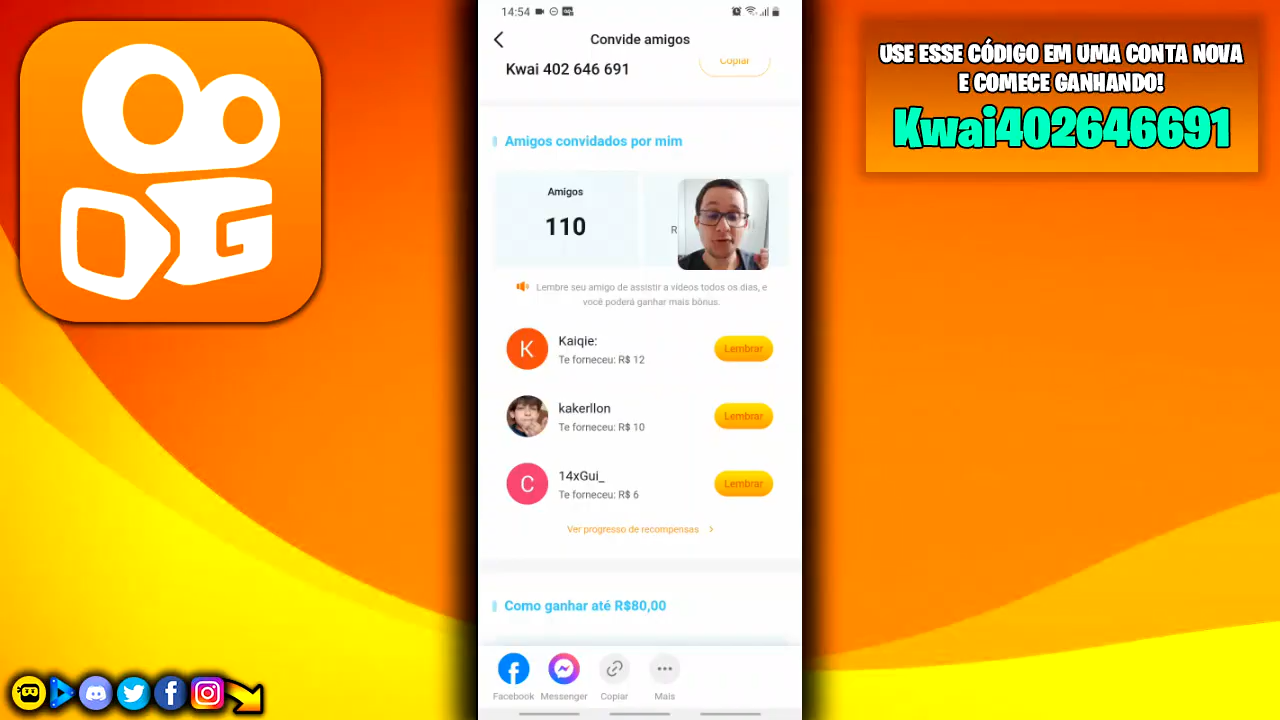 14:54
Convide amigos
Kwai 402 646 691
Copiar
Amigos convidados por mim
Amigos
110
R
Lembre seu amigo de assistir a vídeos todos os dias, e
você poderá ganhar mais bônus.
K
Kaiqie:
Te forneceu: R$ 12
Lembrar
kakerllon
Te forneceu: R$ 10
Lembrar
C
14xGui_
Te forneceu: R$ 6
Lembrar
Ver progresso de recompensas
Como ganhar até R$80,00
Facebook
Messenger
Copiar
Mais
USE ESSE CÓDIGO EM UMA CONTA NOVA
E COMECE GANHANDO!
Kwai402646691
DG